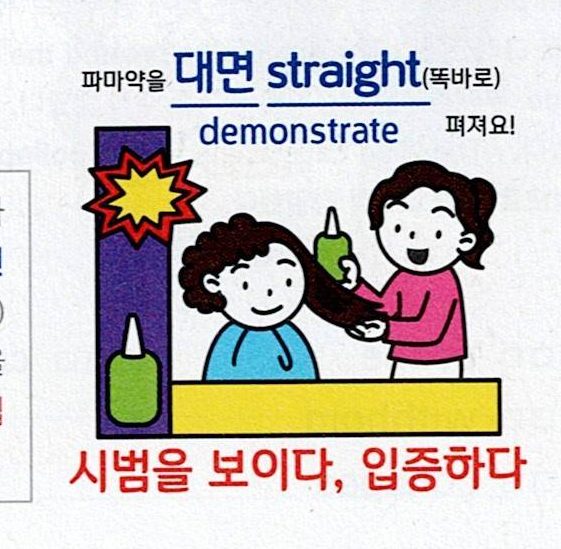 파마약을 대면 straight(똑바로)
demonstrate 펴져요!
시범을 보이다, 입증하다